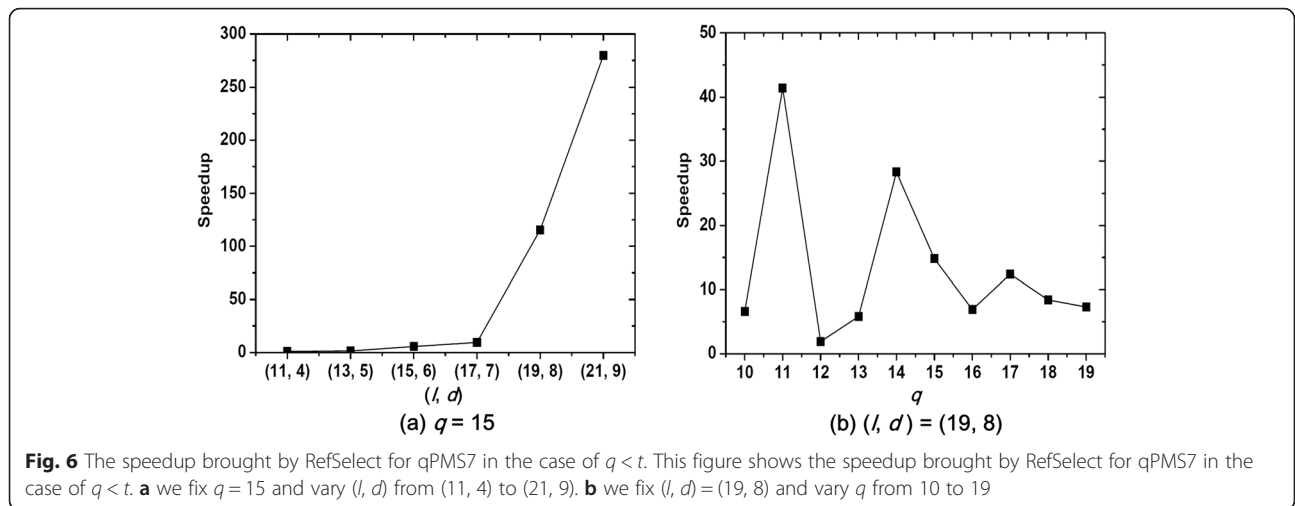 300
250
200
150
100
50
0
Speedup
(11, 4) (13, 5) (15, 6) (17, 7) (19, 8) (21, 9)
(l, d)
(a) q = 15
50
40
30
20
10
0
Speedup
10 11 12 13 14 15 16 17 18 19
q
(b) (l, d ) = (19, 8)
Fig. 6 The speedup brought by RefSelect for qPMS7 in the case of q < t. This figure shows the speedup brought by RefSelect for qPMS7 in the
case of q < t. a we fix q = 15 and vary (l, d) from (11, 4) to (21, 9). b we fix (l, d) = (19, 8) and vary q from 10 to 19